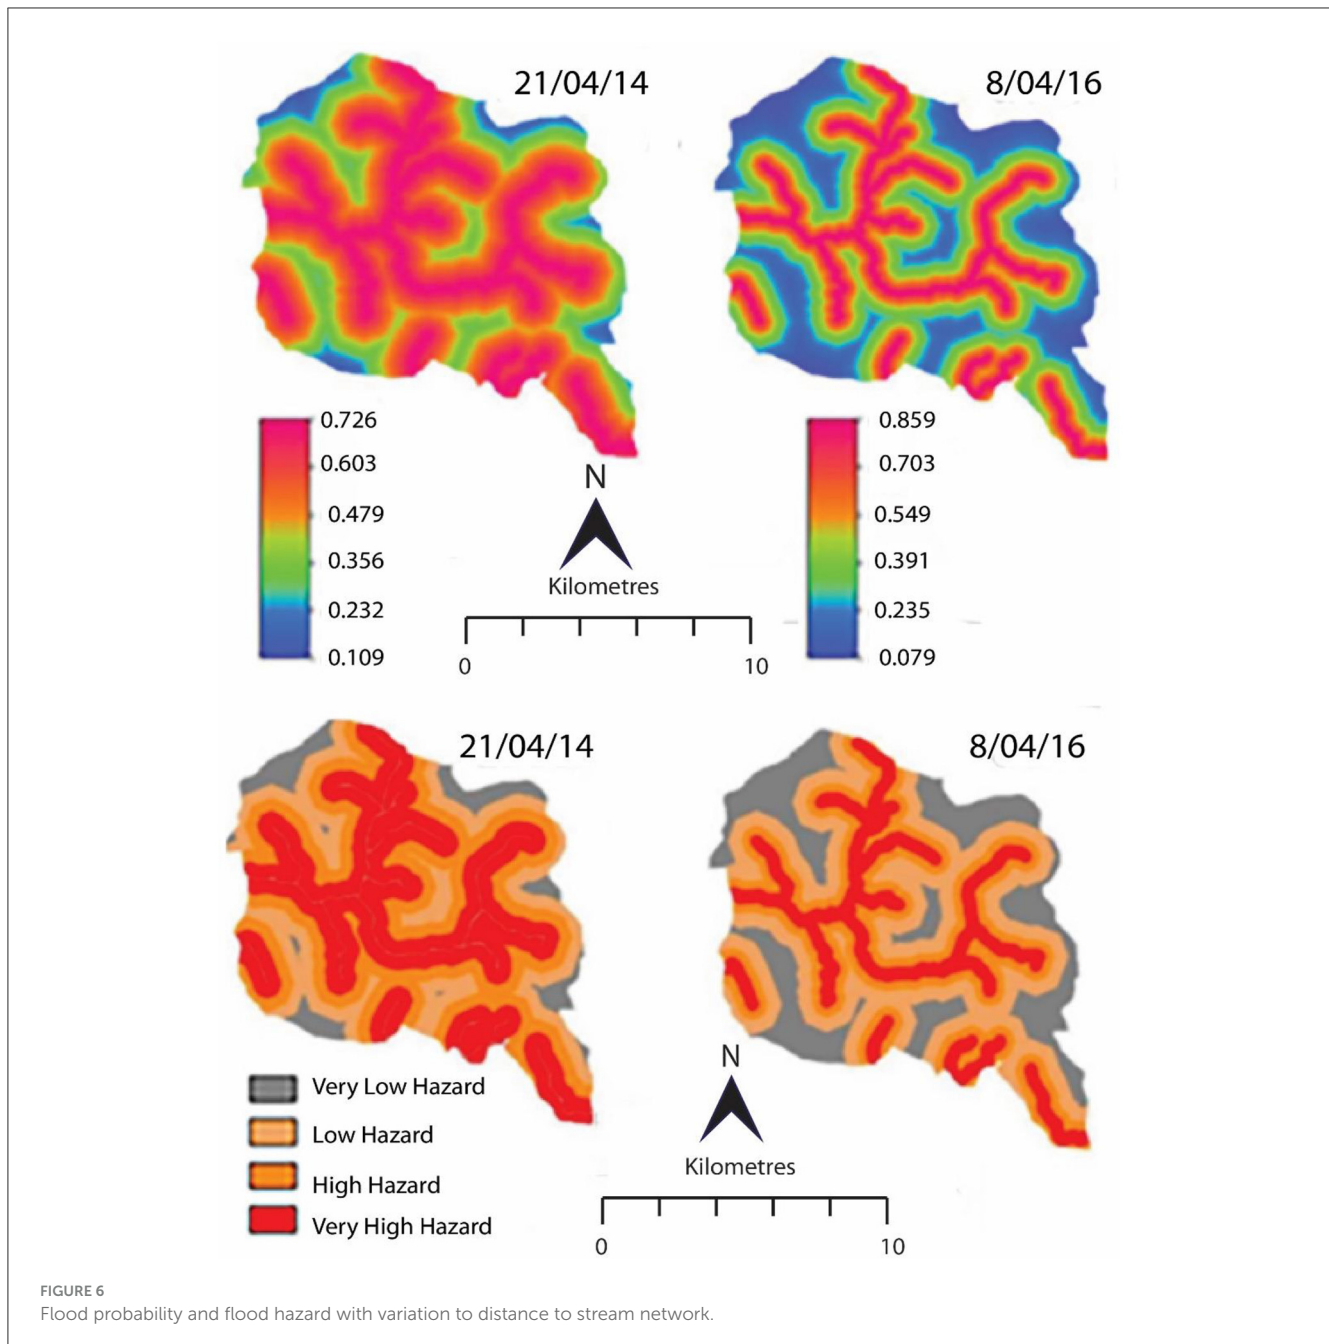 21/04/14
8/04/16
0.726
0.603
0.479
0.356
0.232
0.109
N
Kilometres
0 10
0.859
0.703
0.549
0.391
0.235
0.079
21/04/14
8/04/16
Very Low Hazard
Low Hazard
High Hazard
Very High Hazard
N
Kilometres
0 10
FIGURE 6
Flood probability and flood hazard with variation to distance to stream network.